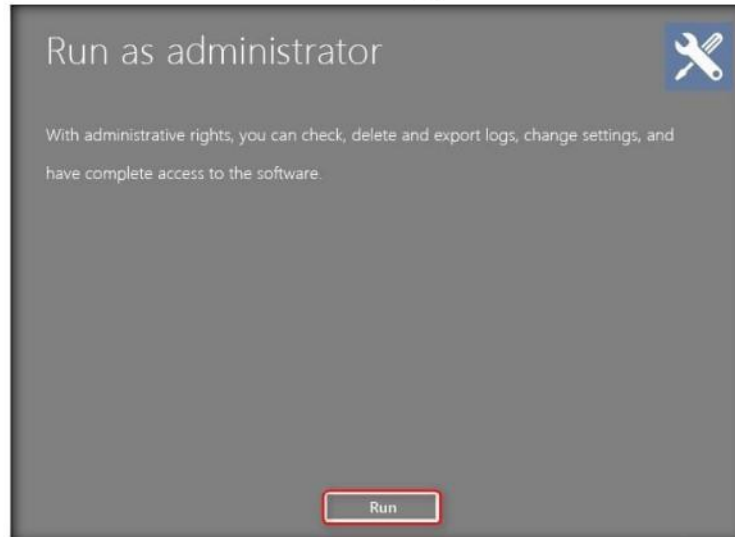 Run as administrator
With administrative rights, you can check, delete and export logs, change settings, and
have complete access to the software.
Run